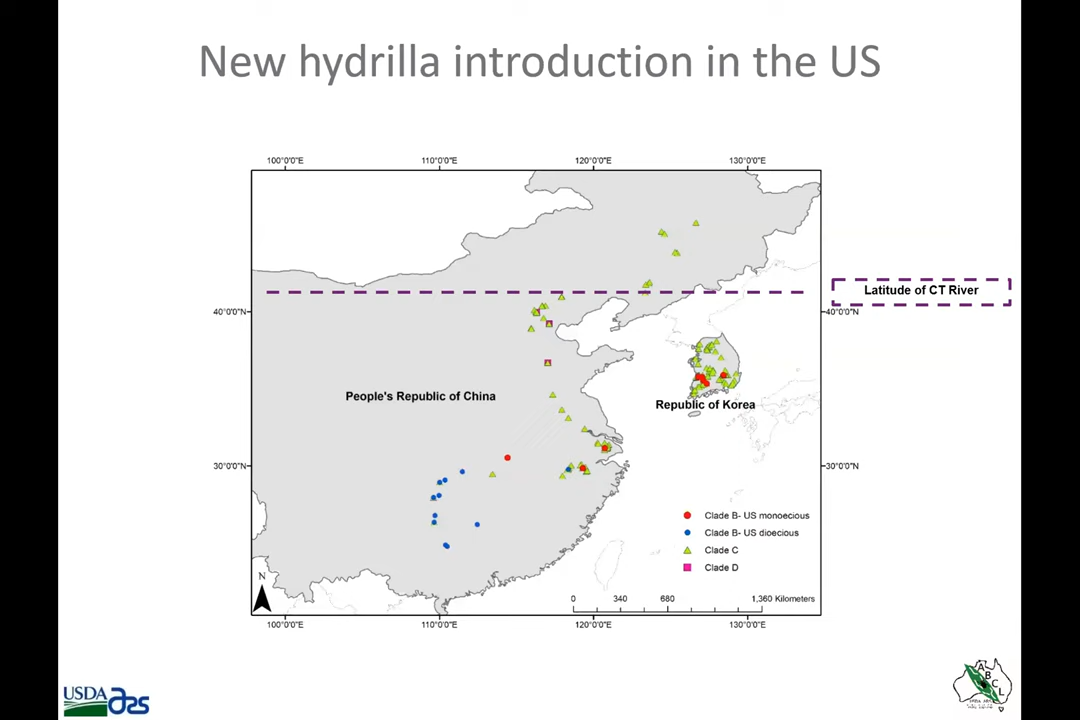 New hydrilla introduction in the US
100°0'0"E 110°0'0"E 120°0'0"E 130°0'0"E
Latitude of CT River
40°0'0"N 40°0'0"N
People's Republic of China
Republic of Korea
30°0'0"N 30°0'0"N
Clade B- US monoecious
Clade B- US dioecious
Clade C
Clade D
N
0 340 680 1,360 Kilometers
100°0'0"E 110°0'0"E 120°0'0"E 130°0'0"E
USDA ars
ABCL